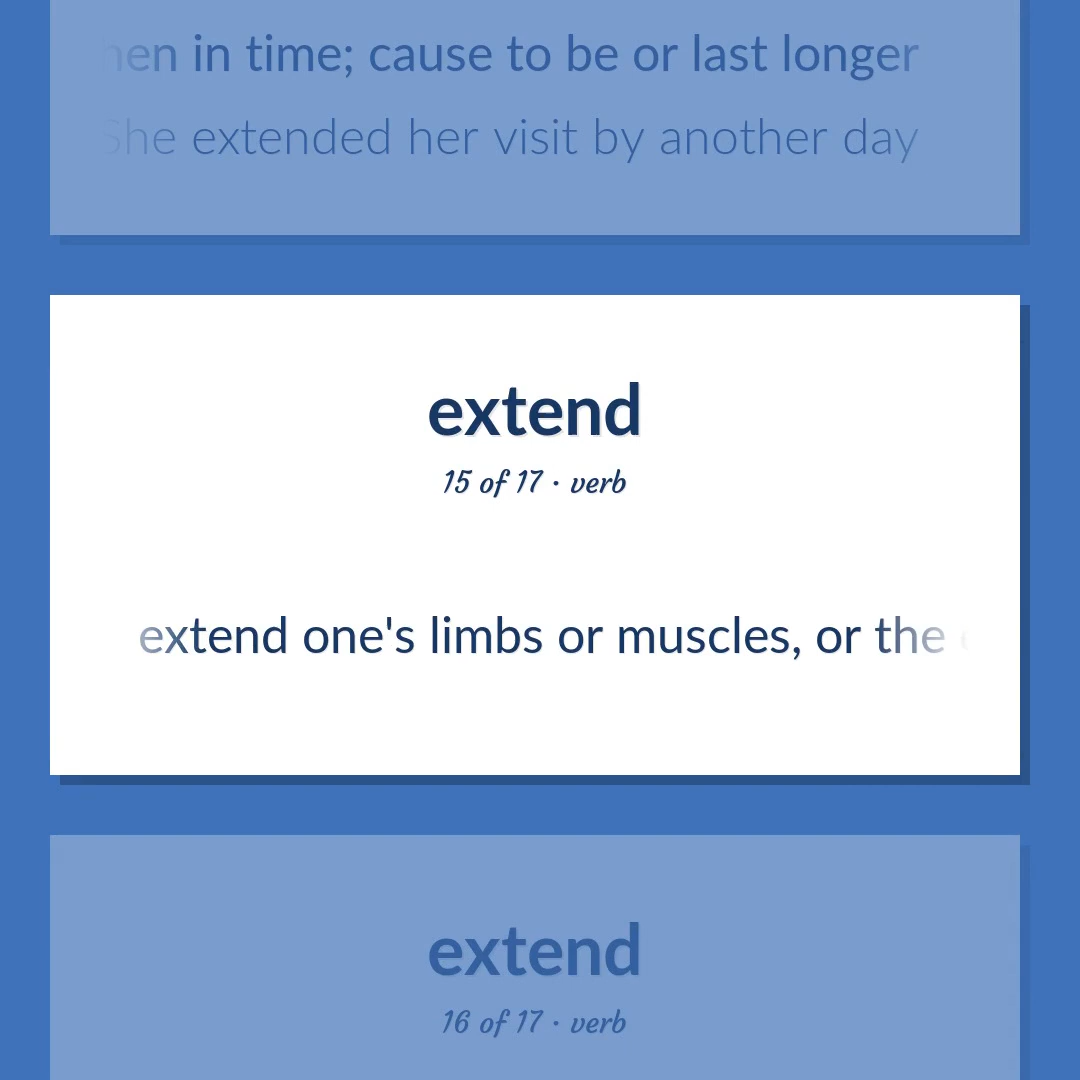 in time; cause to be or last longer
She extended her visit by another day
extend
15 of 17 · verb
extend one's limbs or muscles, or the
extend
16 of 17 · verb